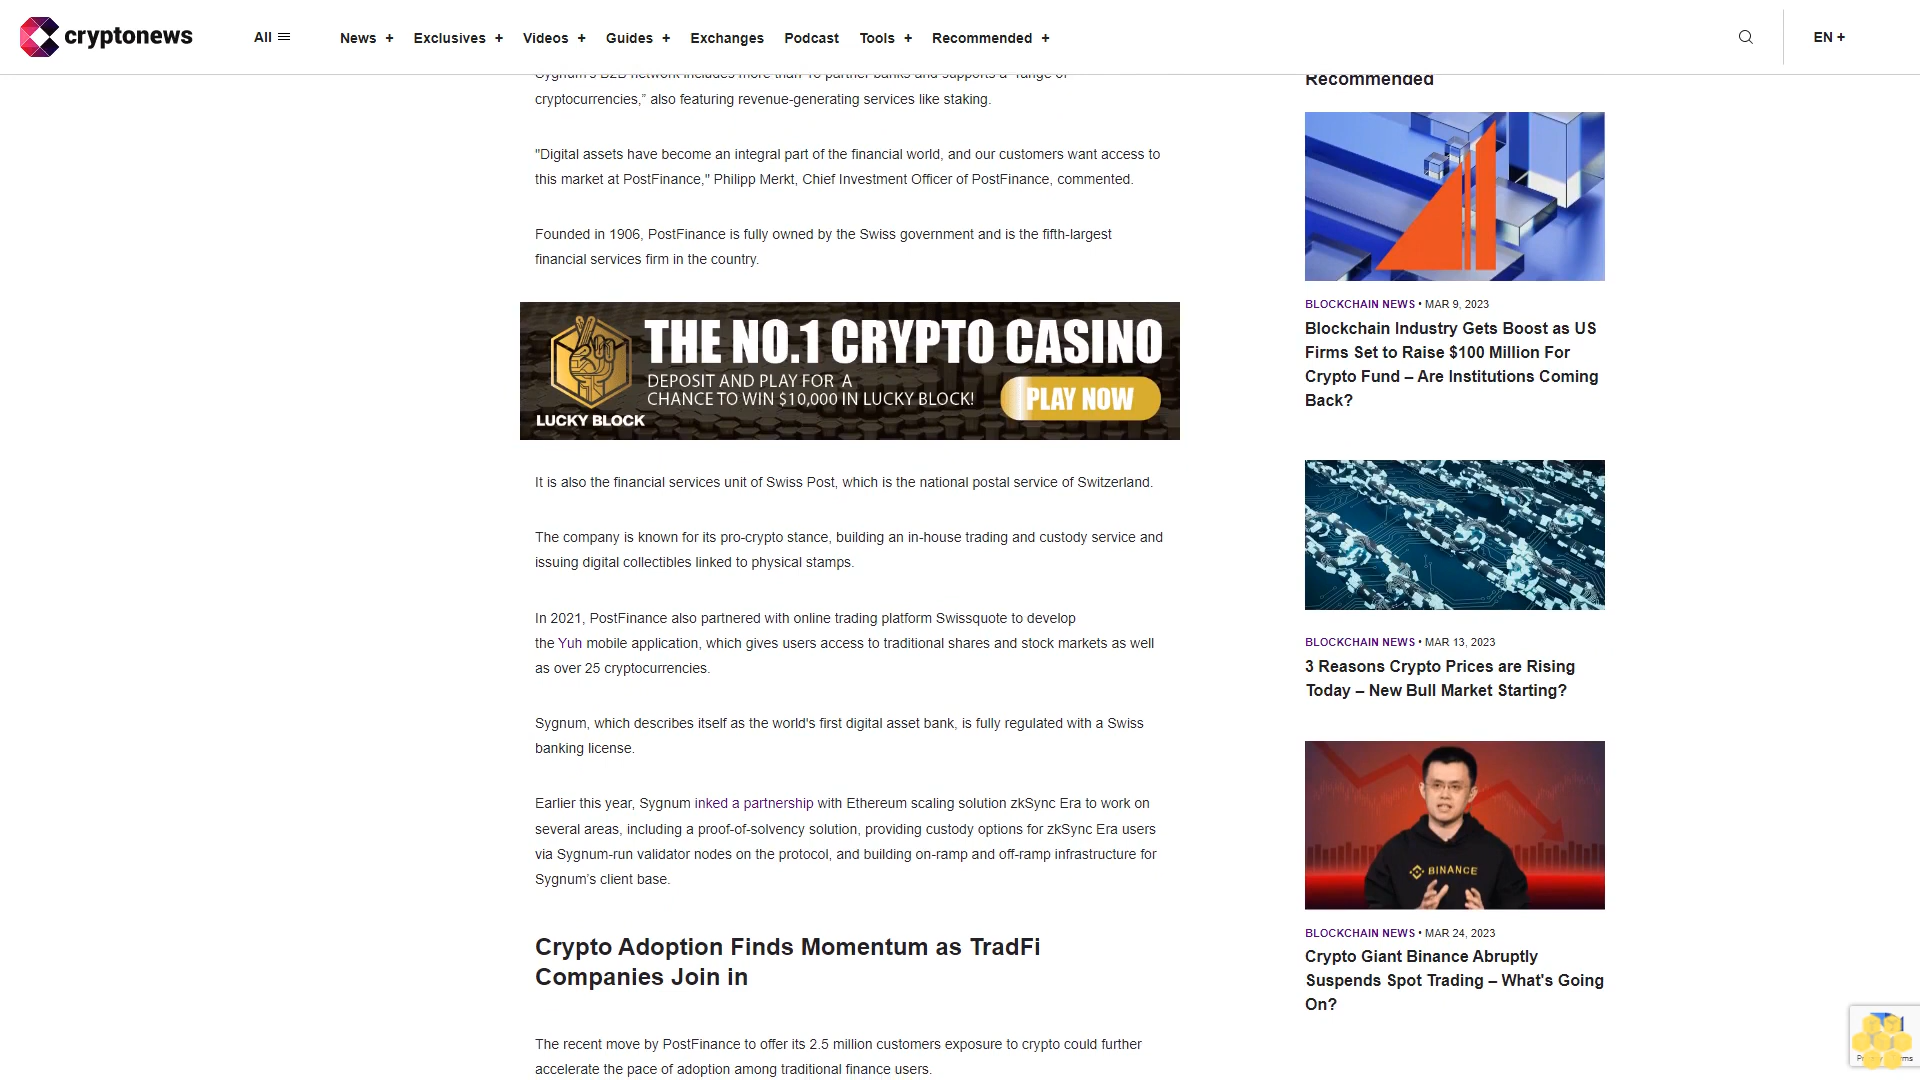 cryptonews
All
News +
Exclusives +
Videos +
Guides +
Exchanges
Podcast
Tools +
Recommended +
EN +
Sygnum's B2B network includes more than 10 partner banks and supports a "range of
cryptocurrencies,” also featuring revenue-generating services like staking.
"Digital assets have become an integral part of the financial world, and our customers want access to
this market at PostFinance," Philipp Merkt, Chief Investment Officer of PostFinance, commented.
Founded in 1906, PostFinance is fully owned by the Swiss government and is the fifth-largest
financial services firm in the country.
THE NO.1 CRYPTO CASINO
DEPOSIT AND PLAY FOR A
CHANCE TO WIN $10,000 IN LUCKY BLOCK!
PLAY NOW
LUCKY BLOCK
It is also the financial services unit of Swiss Post, which is the national postal service of Switzerland.
The company is known for its pro-crypto stance, building an in-house trading and custody service and
issuing digital collectibles linked to physical stamps.
In 2021, PostFinance also partnered with online trading platform Swissquote to develop
the Yuh mobile application, which gives users access to traditional shares and stock markets as well
as over 25 cryptocurrencies.
Sygnum, which describes itself as the world's first digital asset bank, is fully regulated with a Swiss
banking license.
Earlier this year, Sygnum inked a partnership with Ethereum scaling solution zkSync Era to work on
several areas, including a proof-of-solvency solution, providing custody options for zkSync Era users
via Sygnum-run validator nodes on the protocol, and building on-ramp and off-ramp infrastructure for
Sygnum’s client base.
Crypto Adoption Finds Momentum as TradFi
Companies Join in
The recent move by PostFinance to offer its 2.5 million customers exposure to crypto could further
accelerate the pace of adoption among traditional finance users.
Recommended
BLOCKCHAIN NEWS • MAR 9, 2023
Blockchain Industry Gets Boost as US
Firms Set to Raise $100 Million For
Crypto Fund – Are Institutions Coming
Back?
BLOCKCHAIN NEWS • MAR 13, 2023
3 Reasons Crypto Prices are Rising
Today – New Bull Market Starting?
BINANCE
BLOCKCHAIN NEWS • MAR 24, 2023
Crypto Giant Binance Abruptly
Suspends Spot Trading – What's Going
On?